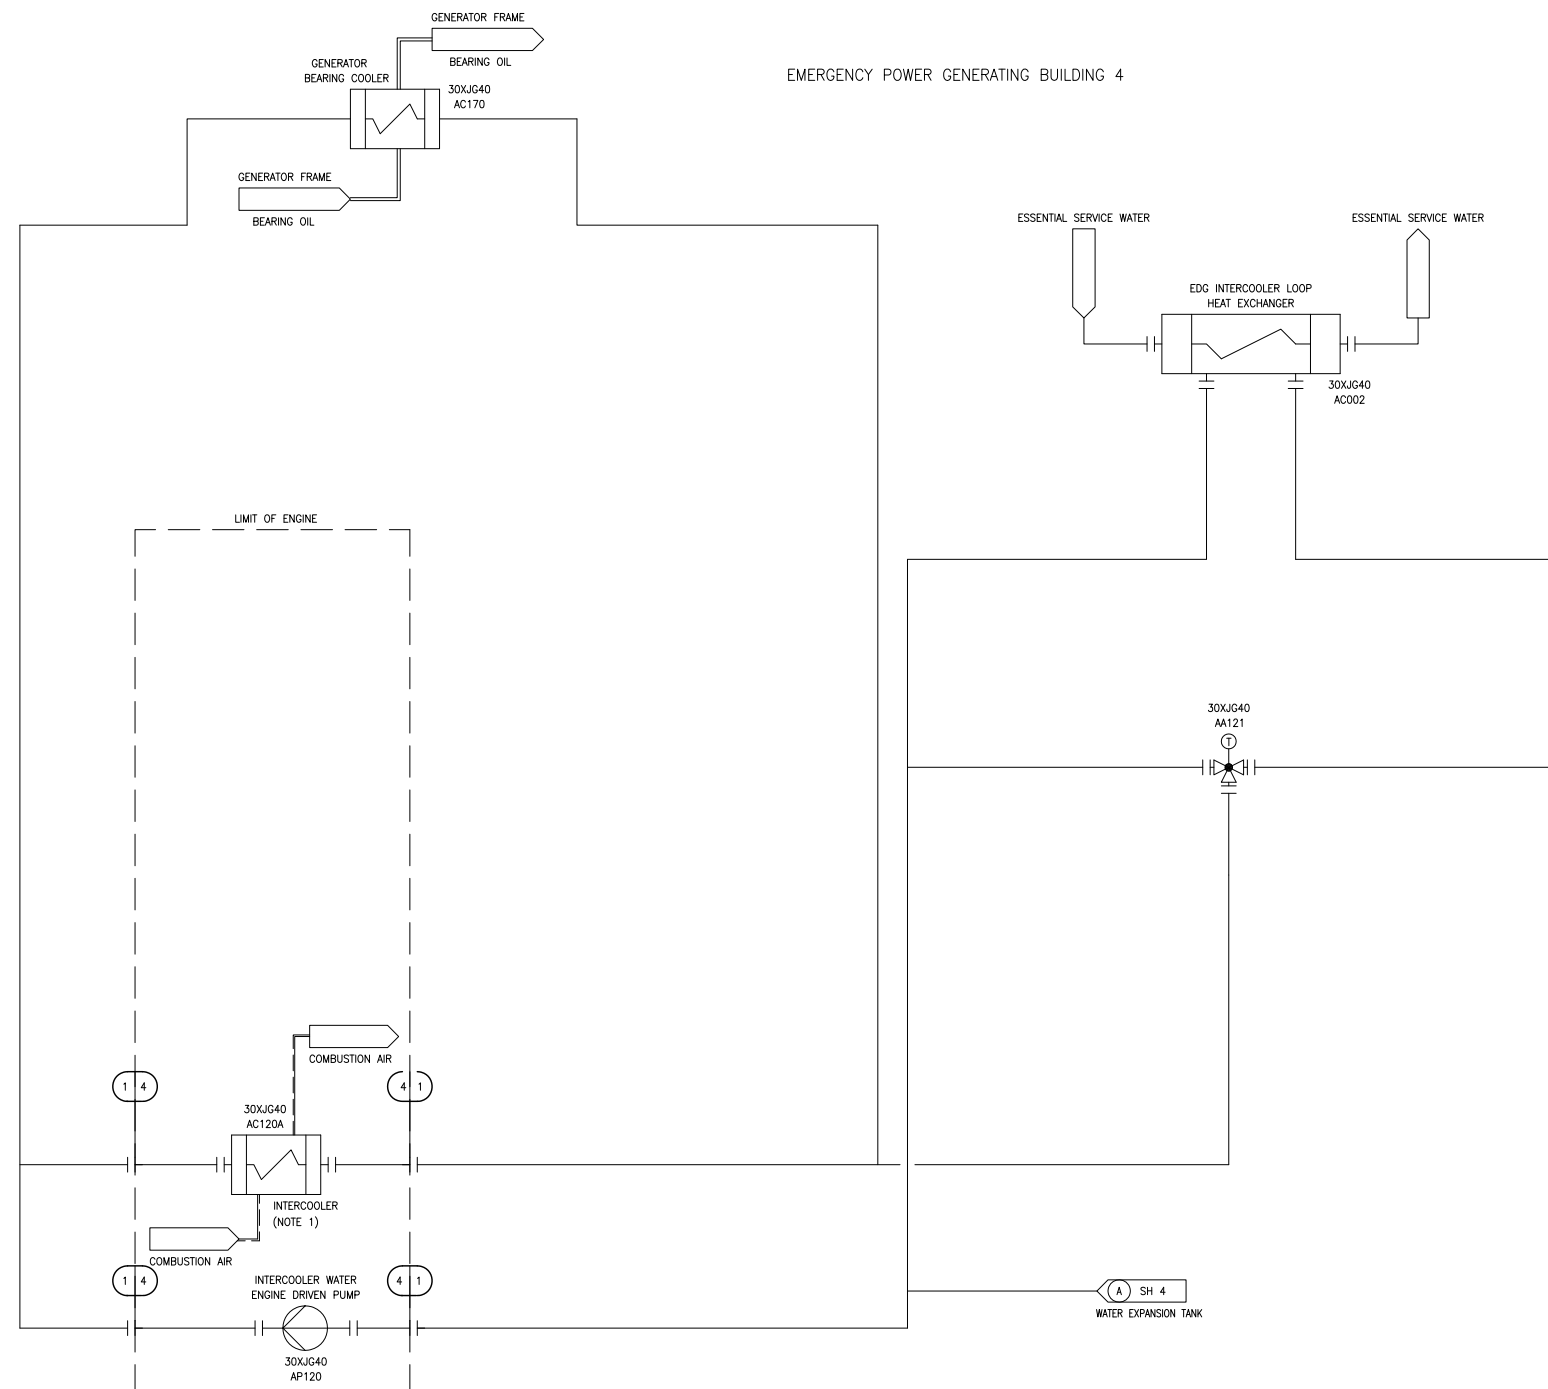 GENERATOR FRAME
BEARING OIL
GENERATOR
BEARING COOLER
30XJG40
AC170
EMERGENCY POWER GENERATING BUILDING 4
GENERATOR FRAME
BEARING OIL
ESSENTIAL SERVICE WATER
ESSENTIAL SERVICE WATER
EDG INTERCOOLER LOOP
HEAT EXCHANGER
30XJG40
AC002
LIMIT OF ENGINE
30XJG40
AA121
T
COMBUSTION AIR
1 4
4 1
30XJG40
AC120A
INTERCOOLER
(NOTE 1)
COMBUSTION AIR
1 4
4 1
INTERCOOLER WATER
ENGINE DRIVEN PUMP
30XJG40
AP120
A SH 4
WATER EXPANSION TANK